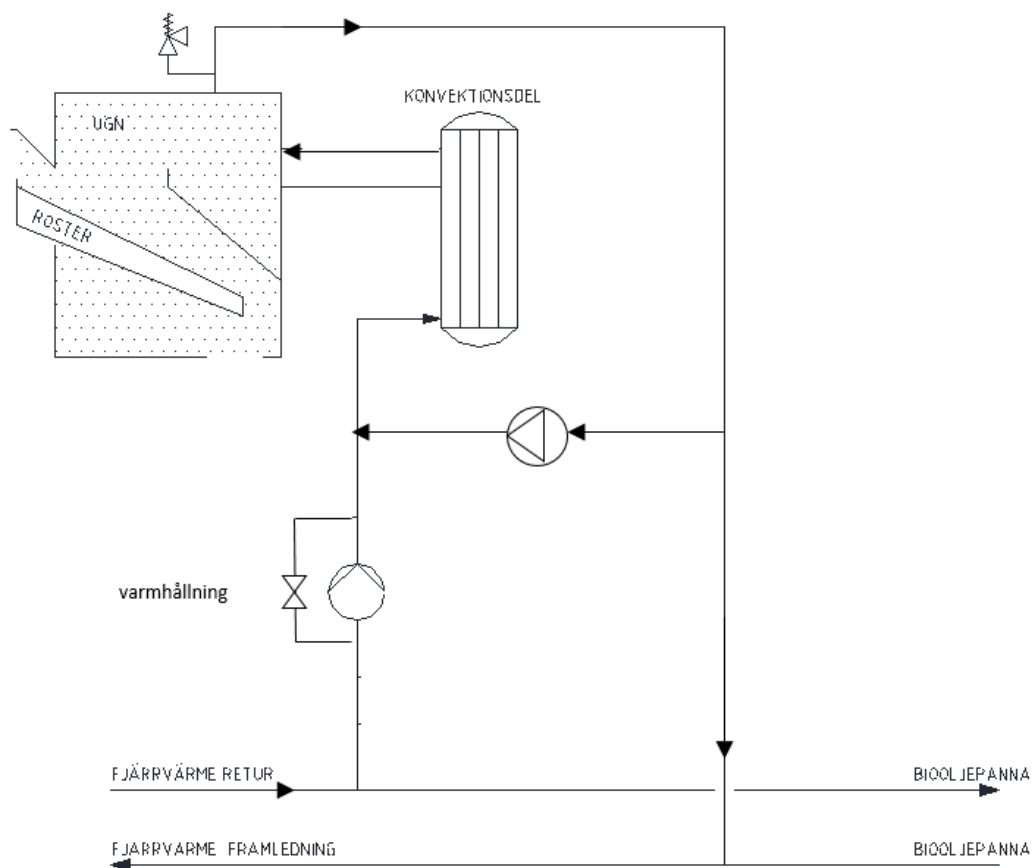 KONVEKTIONSDEL
UGN
ROSTER
varmhållning
FJÄRRVÄRME RETUR
BIOOLJEPANNA
FJÄRRVÄRME FRAMLEDNING
BIOOLJEPANNA